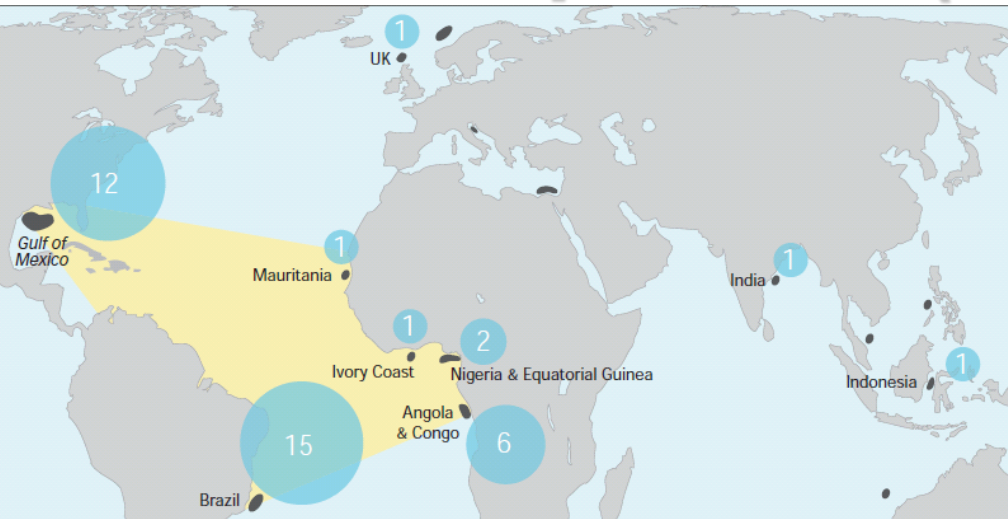 1
UK
12
Gulf of
Mexico
1
Mauritania
1
India
1
2
Ivory Coast
Nigeria & Equatorial Guinea
1
Indonesia
Angola
& Congo
15
6
Brazil